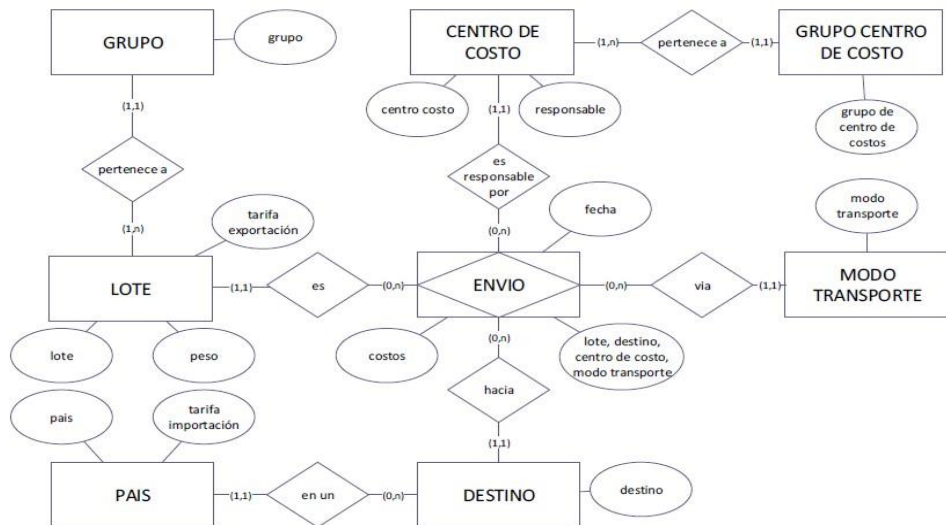 GRUPO
grupo
CENTRO DE
COSTO
(1,n)
pertenece a
(1,1)
GRUPO CENTRO
DE COSTO
centro costo
(1,1)
responsable
grupo de
centro de
costos
(1,1)
pertenece a
(1,n)
es
responsable
por
(0,n)
fecha
modo
transporte
tarifa
exportación
LOTE
(1,1)
es
(0,n)
ENVIO
(0,n)
via
(1,1)
MODO
TRANSPORTE
lote
peso
costos
(0,n)
lote, destino,
centro de costo,
modo transporte
hacia
(1,1)
pais
tarifa
importación
PAIS
(1,1)
en un
(0,n)
DESTINO
destino